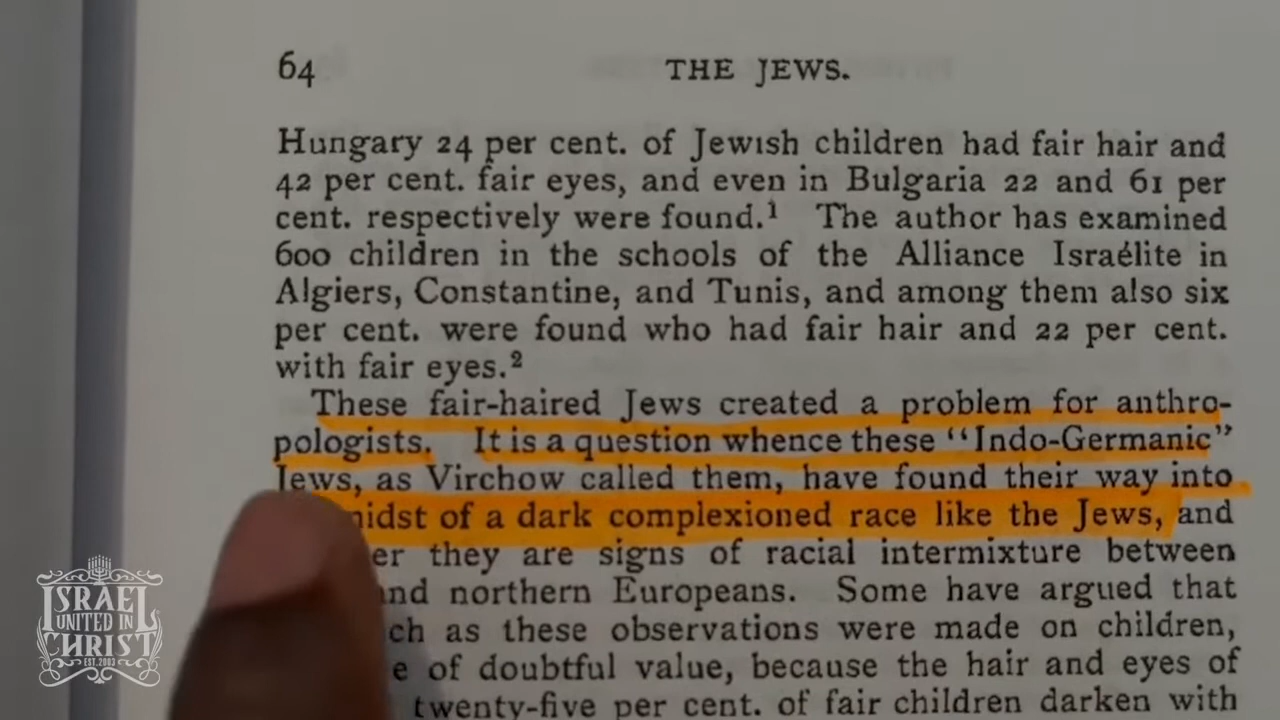 64 THE JEWS.
Hungary 24 per cent. of Jewish children had fair hair and
42 per cent. fair eyes, and even in Bulgaria 22 and 61 per
cent. respectively were found.¹ The author has examined
600 children in the schools of the Alliance Israélite in
Algiers, Constantine, and Tunis, and among them also six
per cent. were found who had fair hair and 22 per cent.
with fair eyes.²
These fair-haired Jews created a problem for anthro-
pologists. It is a question whence these "Indo-Germanic"
Jews, as Virchow called them, have found their way into
midst of a dark complexioned race like the Jews, and
er they are signs of racial intermixture between
and northern Europeans. Some have argued that
ch as these observations were made on children,
e of doubtful value, because the hair and eyes of
twenty-five per cent. of fair children darken with
ISRAEL
UNITED IN
CHRIST
EST. 2003